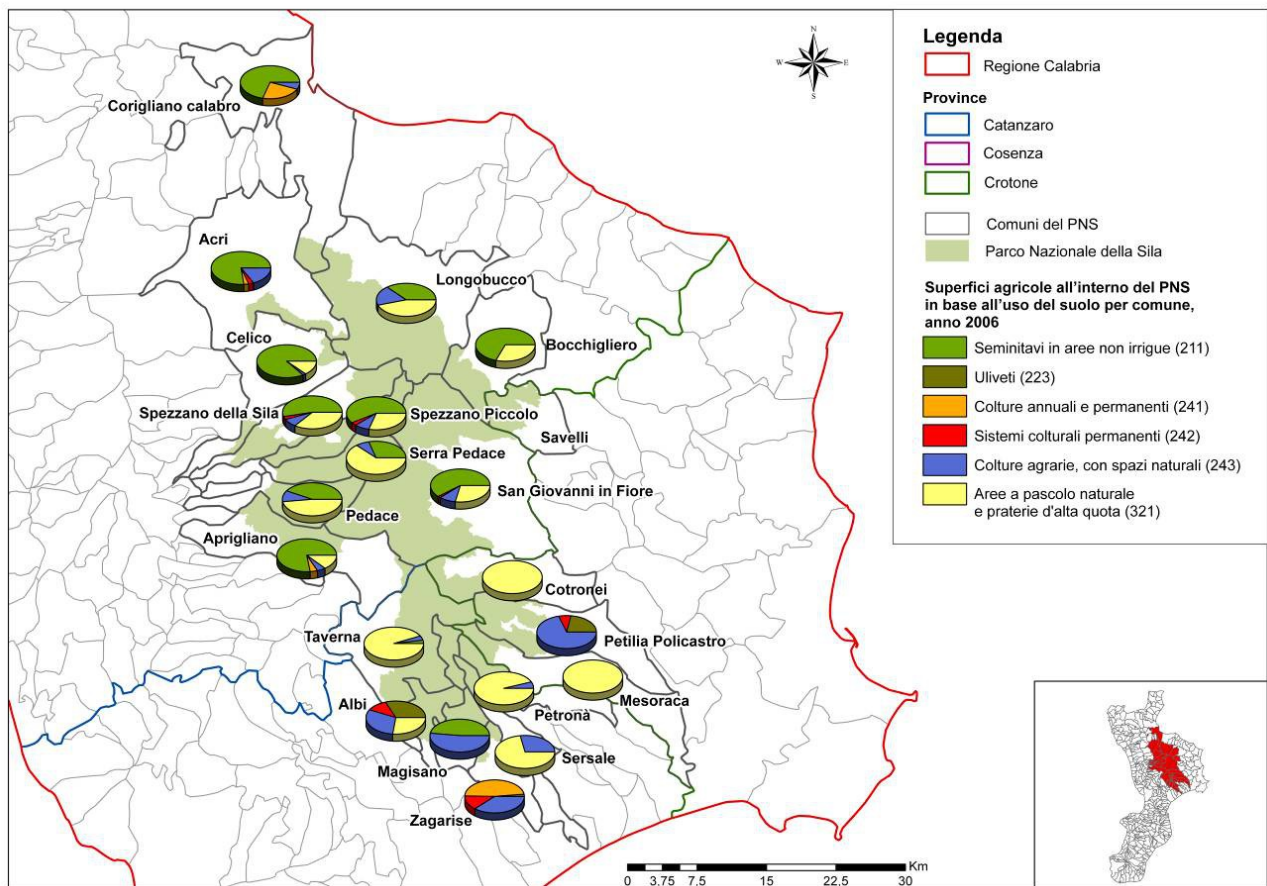 N
W
E
S
Corigliano calabro
Acri
Longobucco
Celico
Bocchigliero
Spezzano della Sila
Spezzano Piccolo
Savelli
Serra Pedace
San Giovanni in Fiore
Pedace
Aprigliano
Cotronei
Taverna
Petilia Policastro
Mesoraca
Petronà
Albi
Sersale
Magisano
Zagarise
Km
0 3.75 7.5 15 22.5 30
Legenda
Regione Calabria
Province
Catanzaro
Cosenza
Crotone
Comuni del PNS
Parco Nazionale della Sila
Superfici agricole all'interno del PNS
in base all'uso del suolo per comune,
anno 2006
Seminitavi in aree non irrigue (211)
Uliveti (223)
Colture annuali e permanenti (241)
Sistemi colturali permanenti (242)
Colture agrarie, con spazi naturali (243)
Aree a pascolo naturale
e praterie d'alta quota (321)